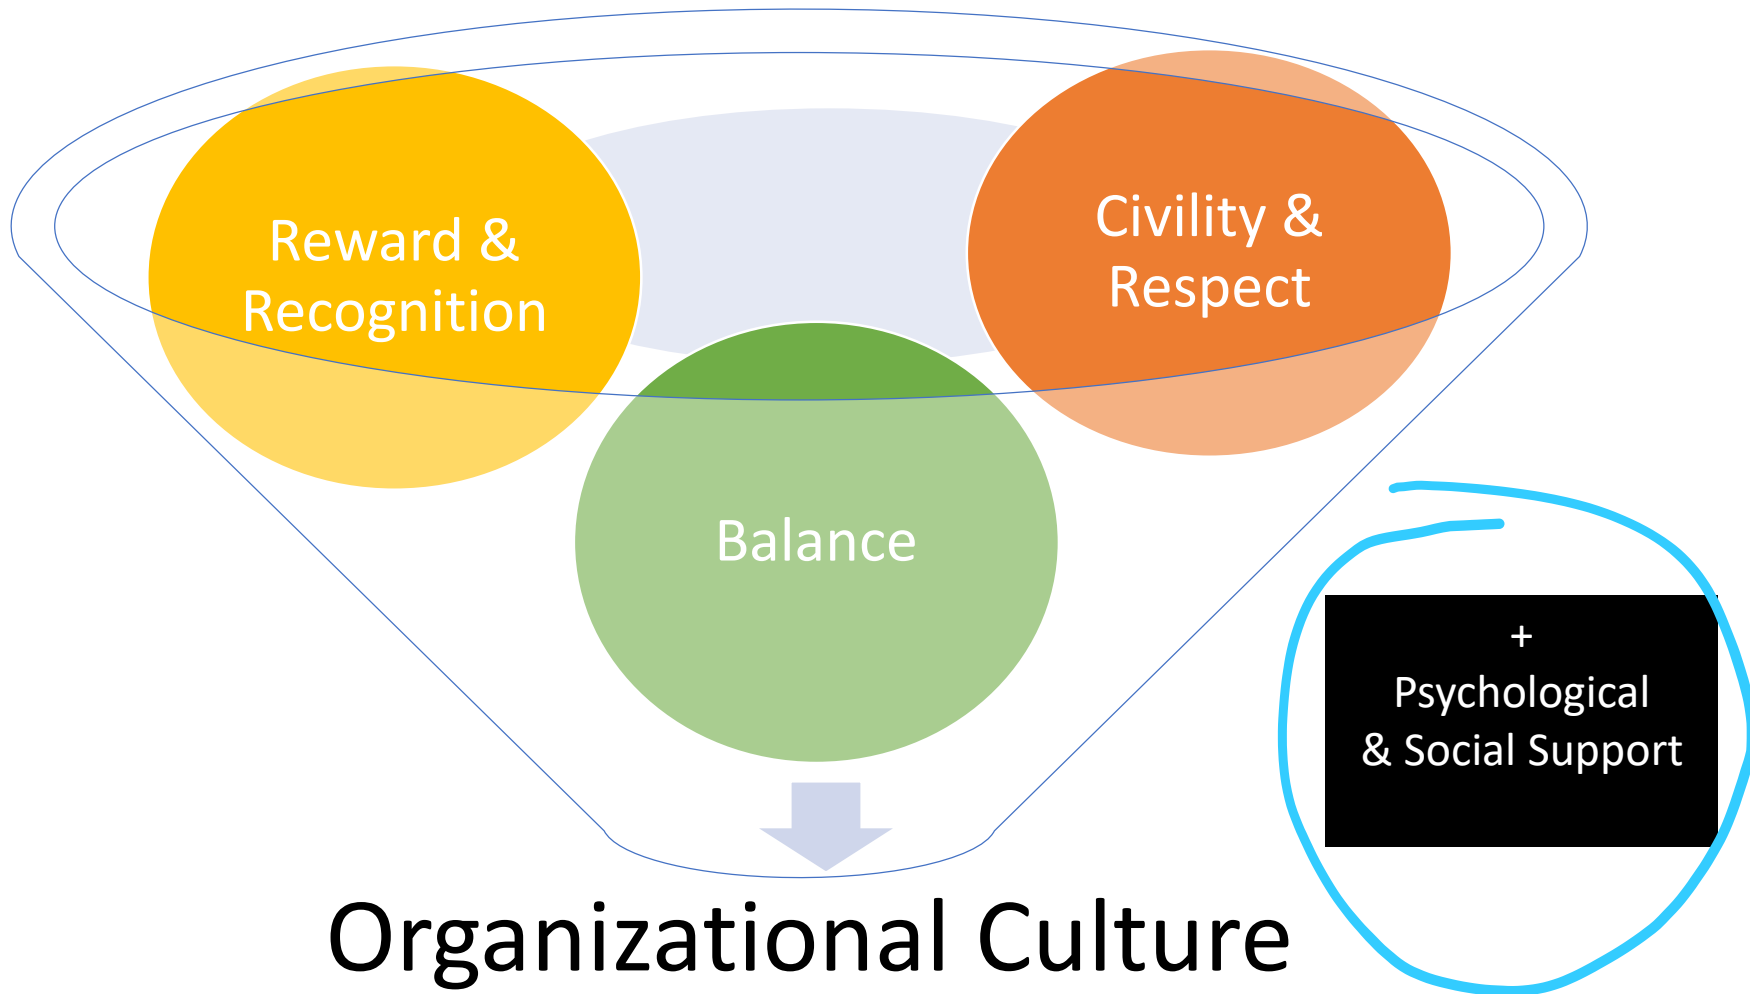 Reward &
Recognition
Civility &
Respect
Balance
+
Psychological
& Social Support
Organizational Culture